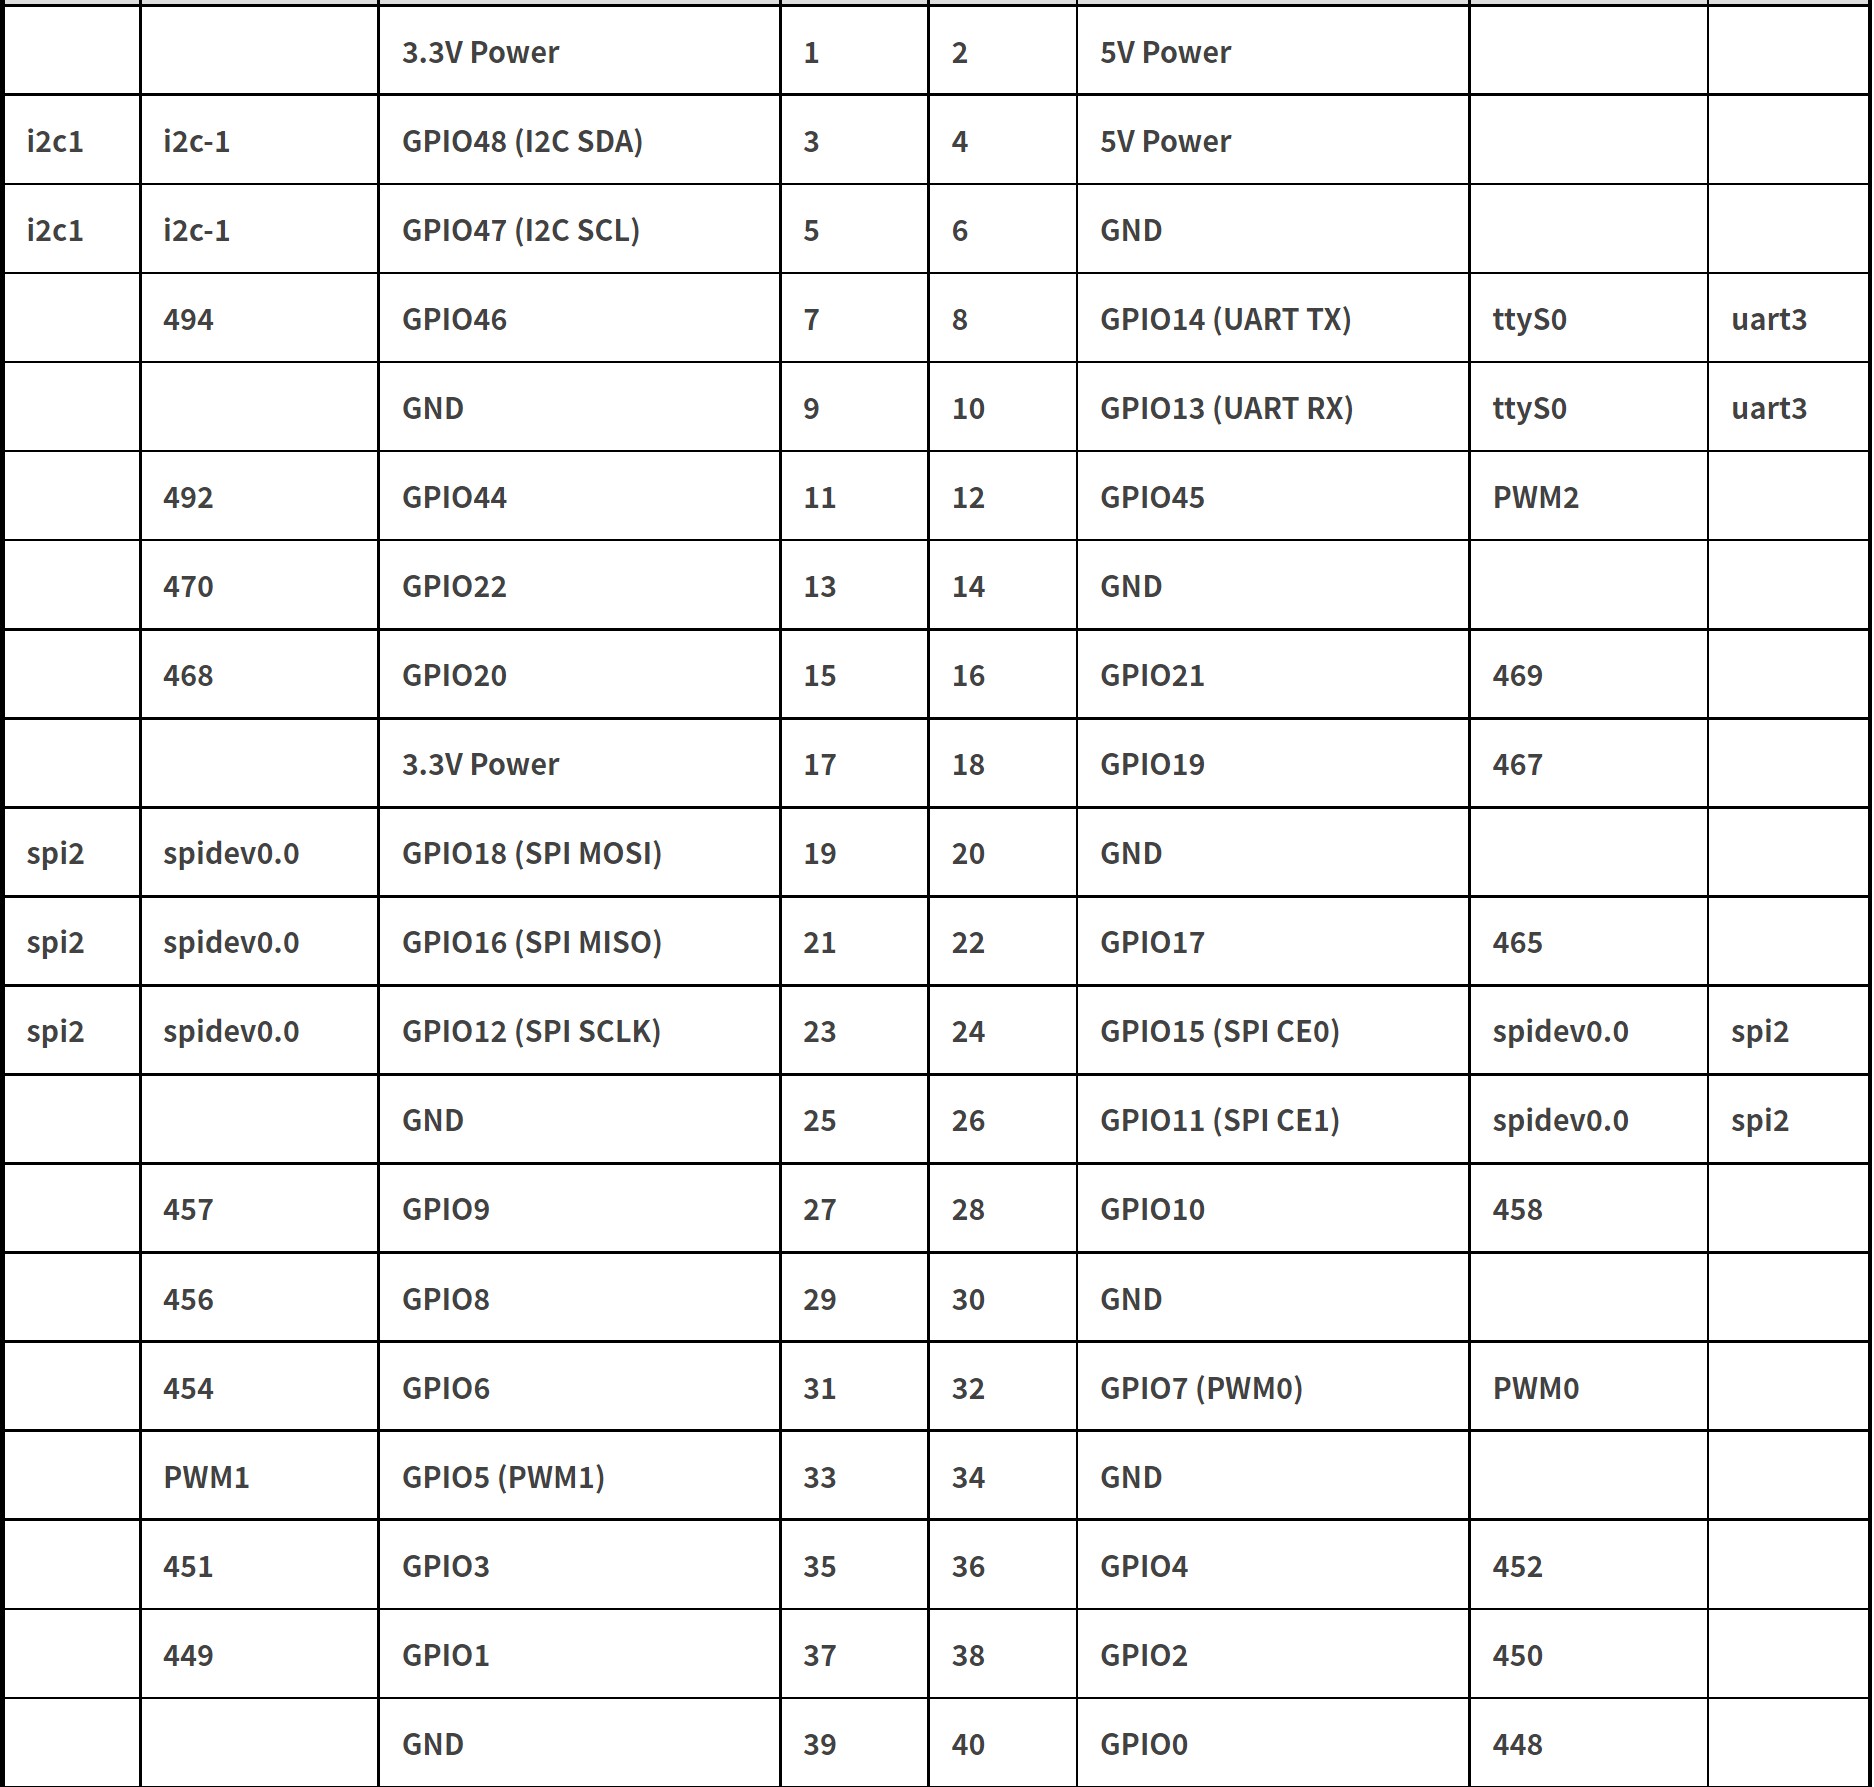 3.3V Power 1 2 5V Power
i2c1 i2c-1 GPIO48 (I2C SDA) 3 4 5V Power
i2c1 i2c-1 GPIO47 (I2C SCL) 5 6 GND
494 GPIO46 7 8 GPIO14 (UART TX) ttyS0 uart3
GND 9 10 GPIO13 (UART RX) ttyS0 uart3
492 GPIO44 11 12 GPIO45 PWM2
470 GPIO22 13 14 GND
468 GPIO20 15 16 GPIO21 469
3.3V Power 17 18 GPIO19 467
spi2 spidev0.0 GPIO18 (SPI MOSI) 19 20 GND
spi2 spidev0.0 GPIO16 (SPI MISO) 21 22 GPIO17 465
spi2 spidev0.0 GPIO12 (SPI SCLK) 23 24 GPIO15 (SPI CE0) spidev0.0 spi2
GND 25 26 GPIO11 (SPI CE1) spidev0.0 spi2
457 GPIO9 27 28 GPIO10 458
456 GPIO8 29 30 GND
454 GPIO6 31 32 GPIO7 (PWM0) PWM0
PWM1 GPIO5 (PWM1) 33 34 GND
451 GPIO3 35 36 GPIO4 452
449 GPIO1 37 38 GPIO2 450
GND 39 40 GPIO0 448